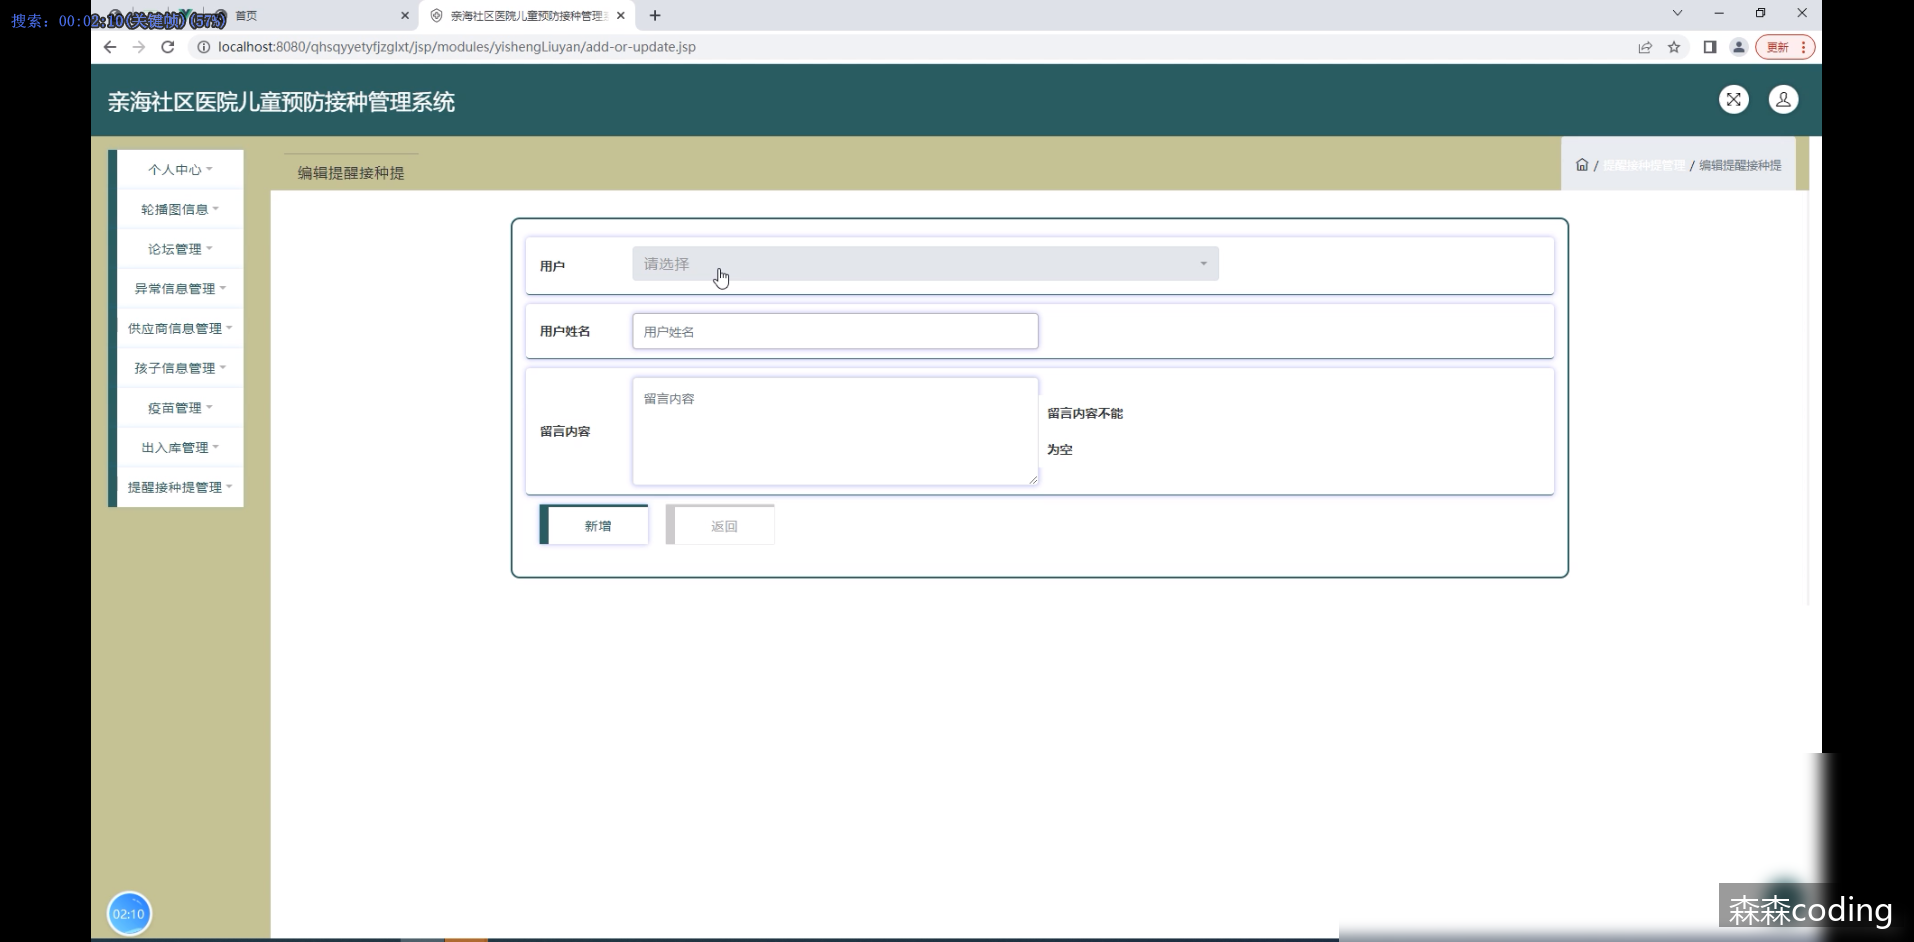 搜索：00:02:10(关键帧)(57%)
首页
亲海社区医院儿童预防接种管理
localhost:8080/qhsqyyetyfjzglxt/jsp/modules/yishengLiuyan/add-or-update.jsp
更新
亲海社区医院儿童预防接种管理系统
个人中心
轮播图信息
论坛管理
异常信息管理
供应商信息管理
孩子信息管理
疫苗管理
出入库管理
提醒接种提管理
编辑提醒接种提
/ 提醒接种提管理 / 编辑提醒接种提
用户
请选择
用户姓名
用户姓名
留言内容
留言内容
留言内容不能
为空
新增
返回
02:10
森森coding